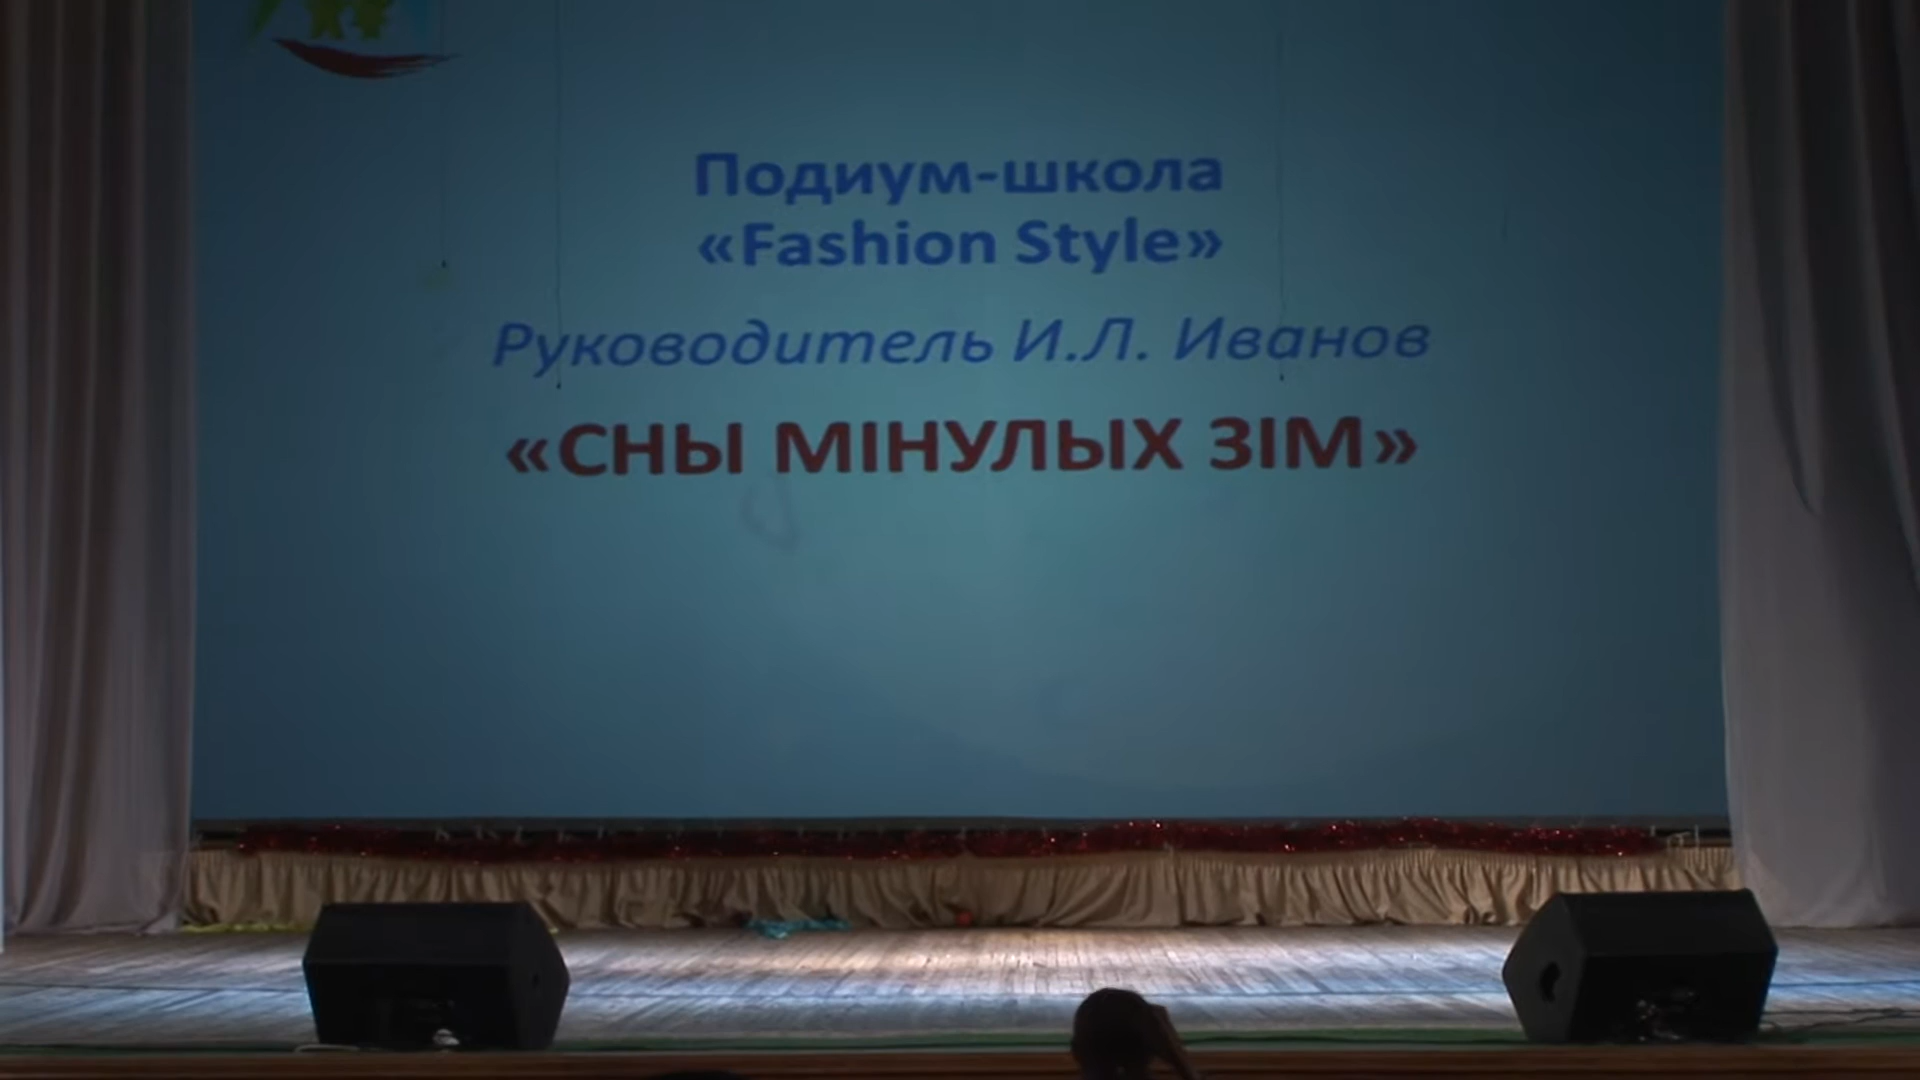 Подиум-школа
«Fashion Style»
Руководитель И.Л. Иванов
«СНЫ МІНУЛЫХ ЗІМ»